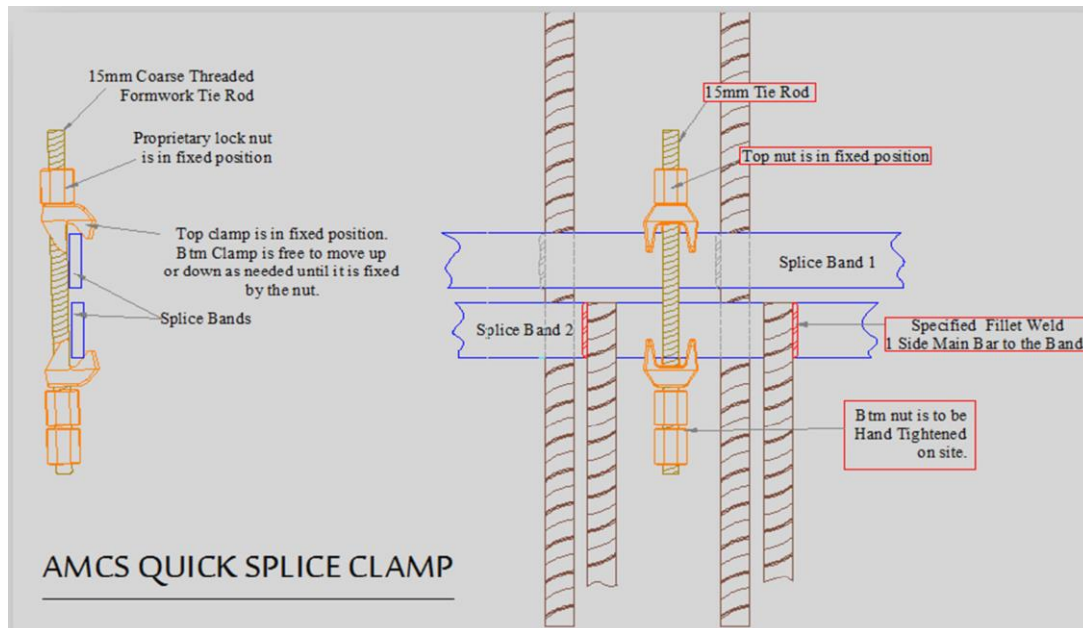 15mm Coarse Threaded
Formwork Tie Rod
Proprietary lock nut
is in fixed position
Top clamp is in fixed position.
Btm Clamp is free to move up
or down as needed until it is fixed
by the nut.
Splice Bands
AMCS QUICK SPLICE CLAMP
15mm Tie Rod
Top nut is in fixed position
Splice Band 1
Splice Band 2
Specified Fillet Weld
1 Side Main Bar to the Band
Btm nut is to be
Hand Tightened
on site.